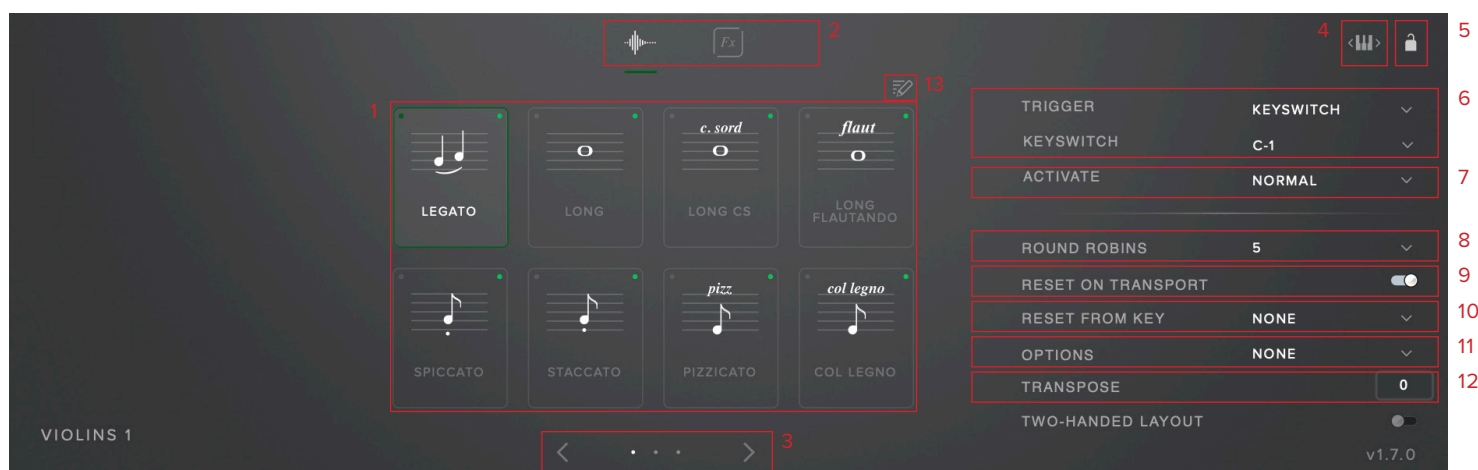 2
Fx
4
5
13
1
TRIGGER KEYSWITCH
6
KEYSWITCH C-1
ACTIVATE NORMAL
7
c. sord
flaut
LEGATO
LONG
LONG CS
LONG
FLAUTANDO
ROUND ROBINS 5
8
RESET ON TRANSPORT
9
RESET FROM KEY NONE
10
OPTIONS NONE
11
TRANSPOSE 0
12
TWO-HANDED LAYOUT
pizz
col legno
SPICCATO
STACCATO
PIZZICATO
COL LEGNO
VIOLINS 1
3
v1.7.0